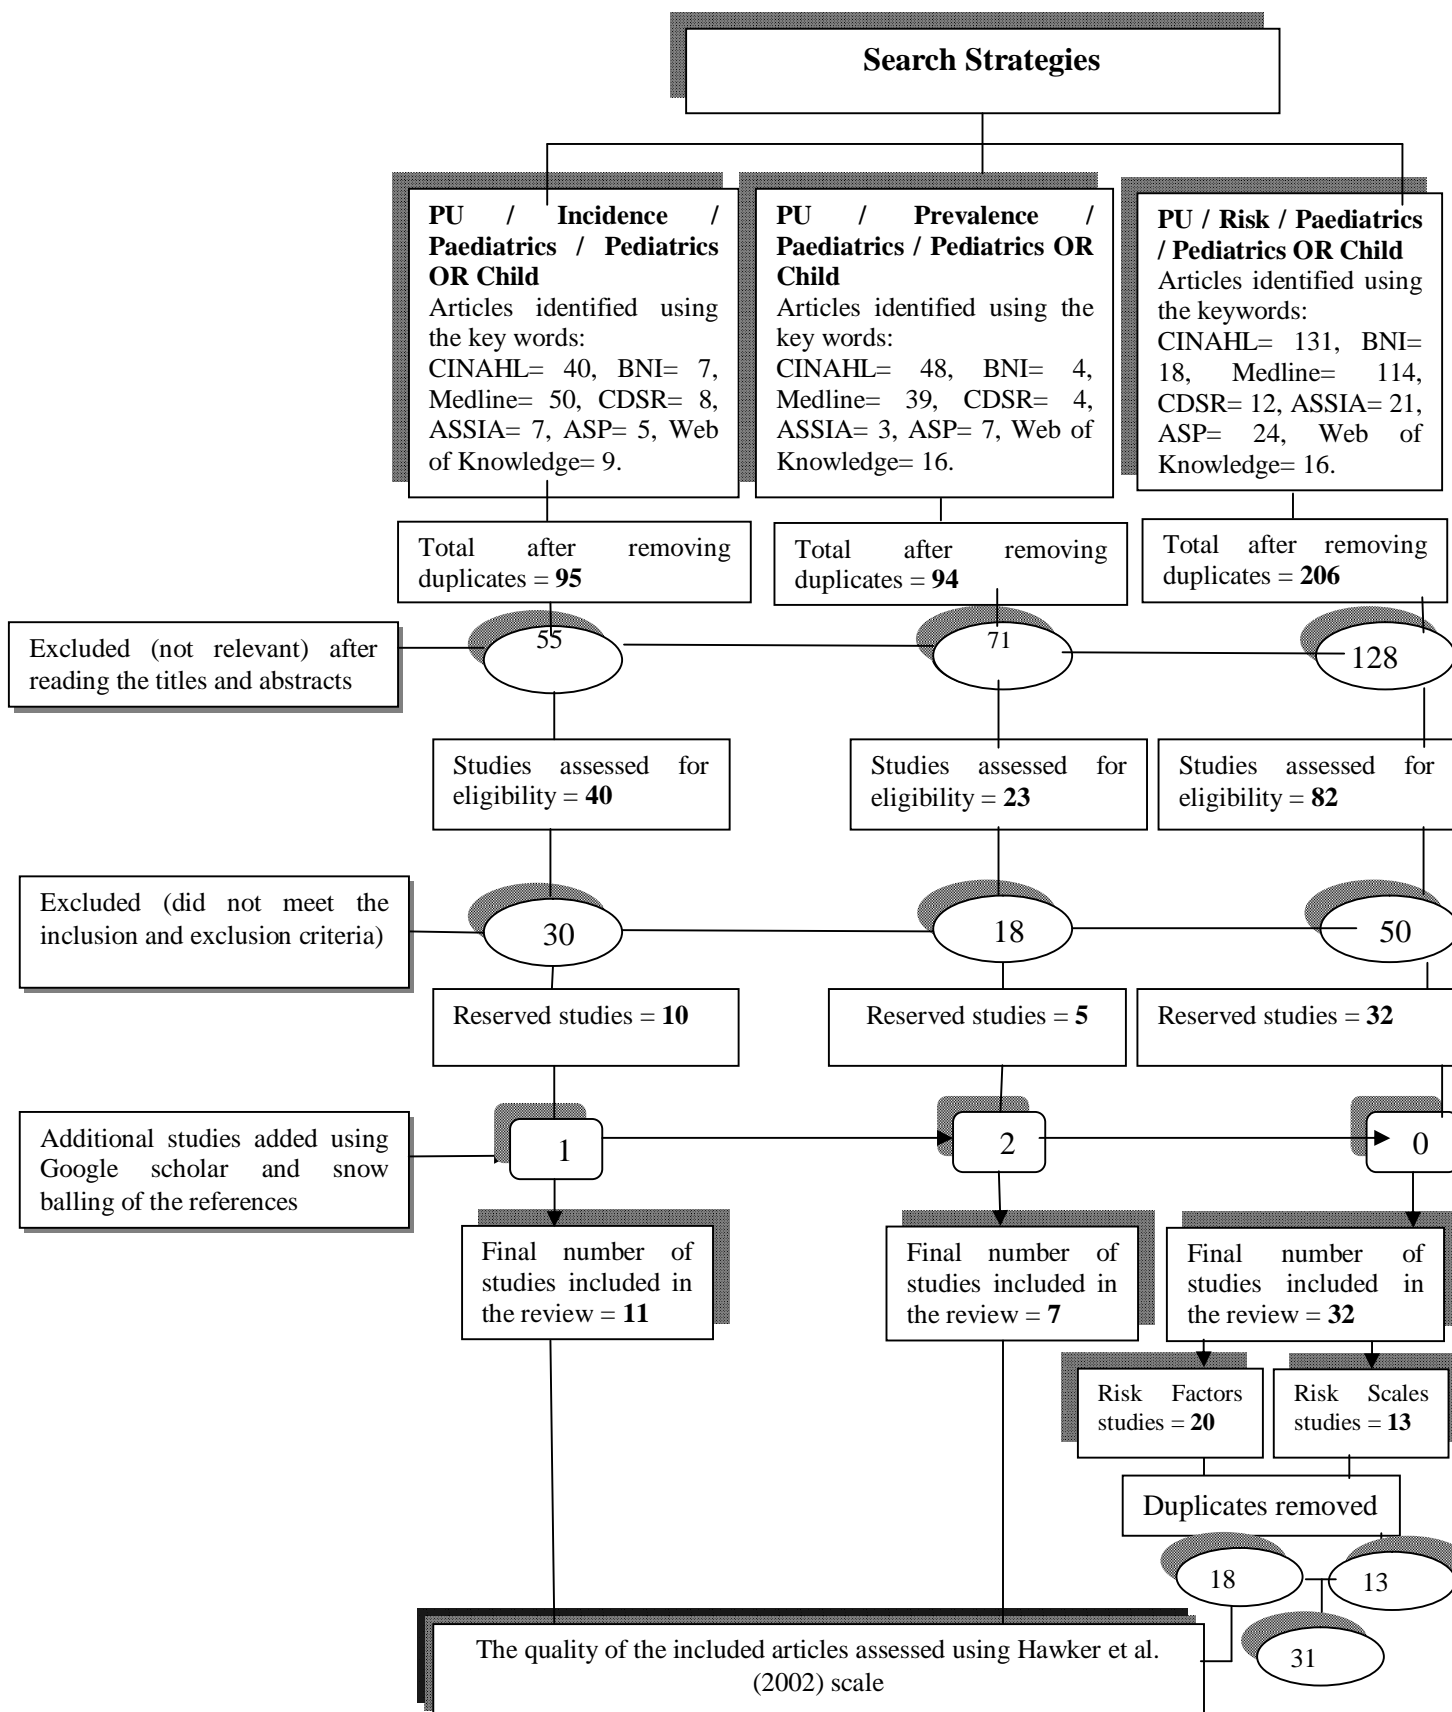 Search Strategies
PU / Incidence /
Paediatrics / Pediatrics
OR Child
Articles identified using
the key words:
CINAHL= 40, BNI= 7,
Medline= 50, CDSR= 8,
ASSIA= 7, ASP= 5, Web
of Knowledge= 9.
PU / Prevalence /
Paediatrics / Pediatrics OR
Child
Articles identified using the
key words:
CINAHL= 48, BNI= 4,
Medline= 39, CDSR= 4,
ASSIA= 3, ASP= 7, Web of
Knowledge= 16.
PU / Risk / Paediatrics
/ Pediatrics OR Child
Articles identified using
the keywords:
CINAHL= 131, BNI=
18, Medline= 114,
CDSR= 12, ASSIA= 21,
ASP= 24, Web of
Knowledge= 16.
Total after removing
duplicates = 95
Total after removing
duplicates = 94
Total after removing
duplicates = 206
Excluded (not relevant) after
reading the titles and abstracts
55
71
128
Studies assessed for
eligibility = 40
Studies assessed for
eligibility = 23
Studies assessed for
eligibility = 82
Excluded (did not meet the
inclusion and exclusion criteria)
30
18
50
Reserved studies = 10
Reserved studies = 5
Reserved studies = 32
Additional studies added using
Google scholar and snow
balling of the references
1
2
0
Final number of
studies included in
the review = 11
Final number of
studies included in
the review = 7
Final number of
studies included in
the review = 32
Risk Factors
studies = 20
Risk Scales
studies = 13
Duplicates removed
18
13
31
The quality of the included articles assessed using Hawker et al.
(2002) scale